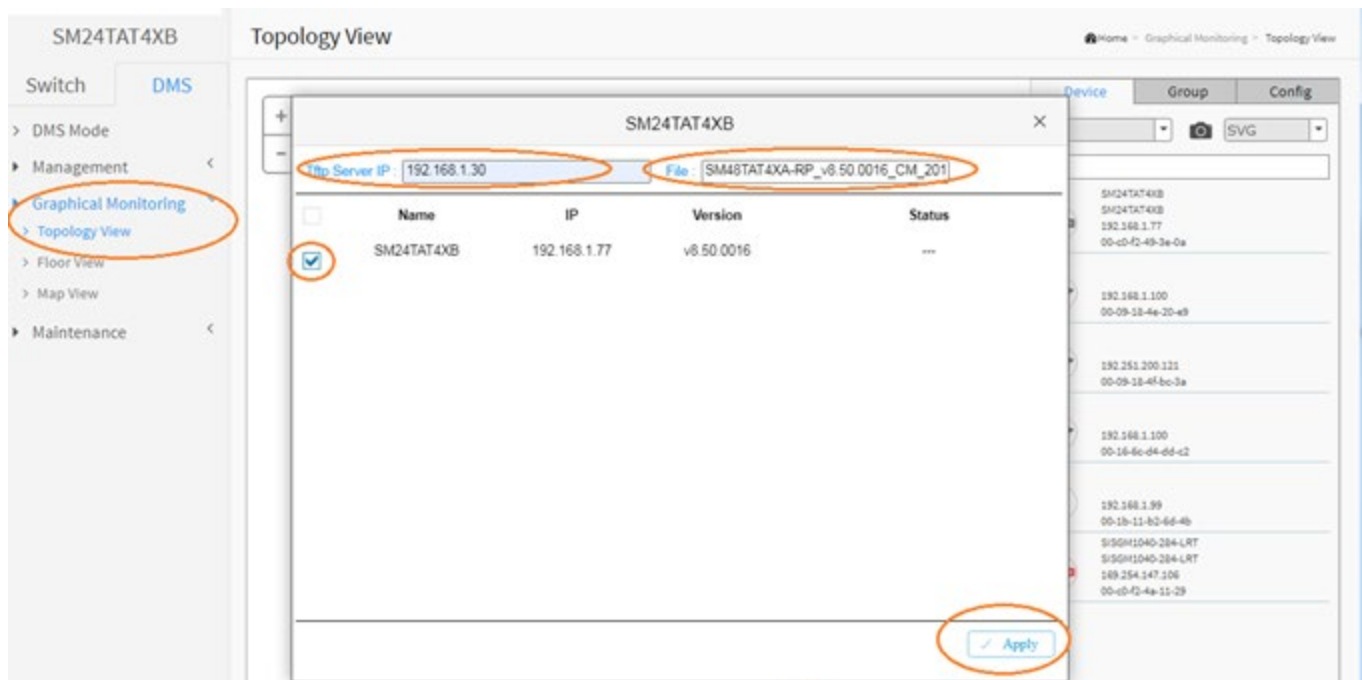 SM24TAT4XB
Topology View
Home > Graphical Monitoring > Topology View
Switch DMS
> DMS Mode
Management
Graphical Monitoring
> Topology View
> Floor View
> Map View
Maintenance
+
-
SM24TAT4XB ×
Tftp Server IP : 192.168.1.30 File : SM48TAT4XA-RP_v8.50.0016_CM_201
Name IP Version Status
SM24TAT4XB 192.168.1.77 v8.50.0016 ---
Apply
Device Group Config
SVG
SM24TAT4XB
SM24TAT4XB
192.168.1.77
00-c0-f2-49-3e-0a
192.168.1.100
00-09-18-4e-20-e9
192.251.200.121
00-09-18-4f-bc-3a
192.168.1.100
00-16-6c-d4-dd-c2
192.168.1.99
00-1b-11-b2-6d-4b
SISGM1040-284-LRT
SISGM1040-284-LRT
169.254.147.106
00-c0-f2-4a-11-29